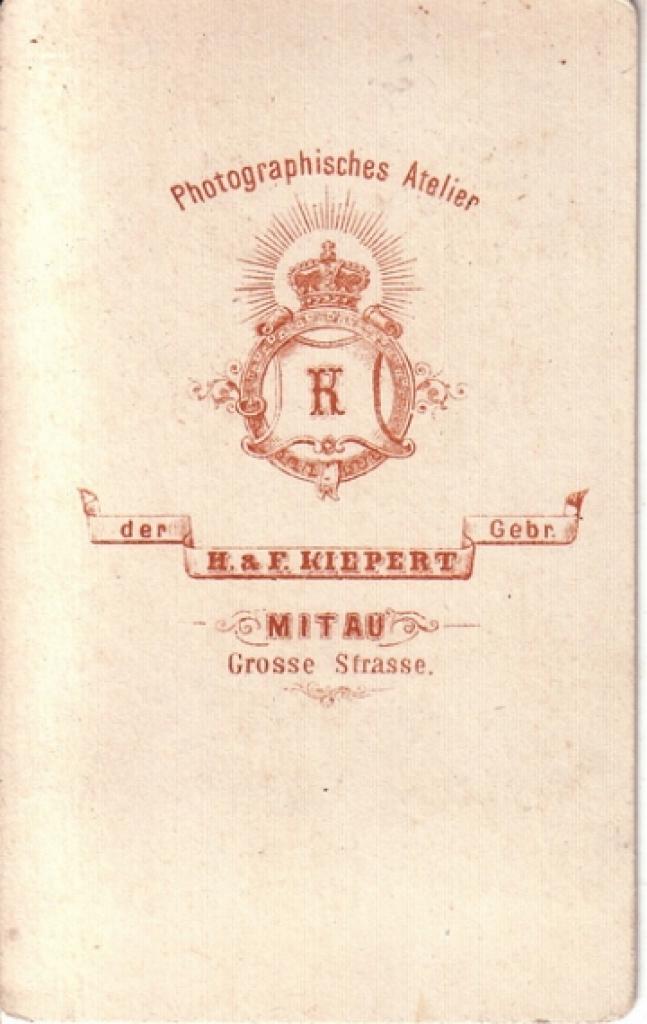 Photographisches Atelier
K
der Gebr.
H. & F. KIEPERT
MITAU
Grosse Strasse.